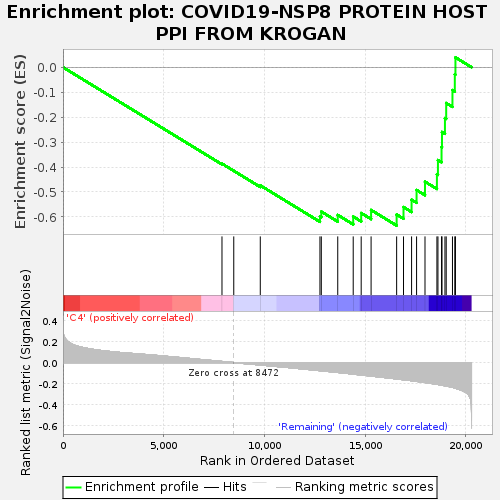 Enrichment plot: COVID19-NSP8 PROTEIN HOST
PPI FROM KROGAN
Enrichment score (ES)
0.0
-0.1
-0.2
-0.3
-0.4
-0.5
-0.6
'C4' (positively correlated)
Ranked list metric (Signal2Noise)
0.4
0.2
0.0
-0.2
-0.4
-0.6
Zero cross at 8472
'Remaining' (negatively correlated)
0
5,000
10,000
15,000
20,000
Rank in Ordered Dataset
Enrichment profile
Hits
Ranking metric scores